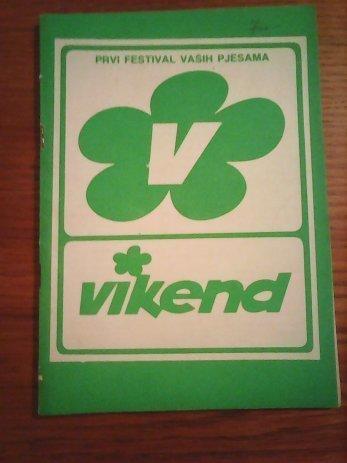 PRVI FESTIVAL VAŠIH PJESAMA
V
vikend